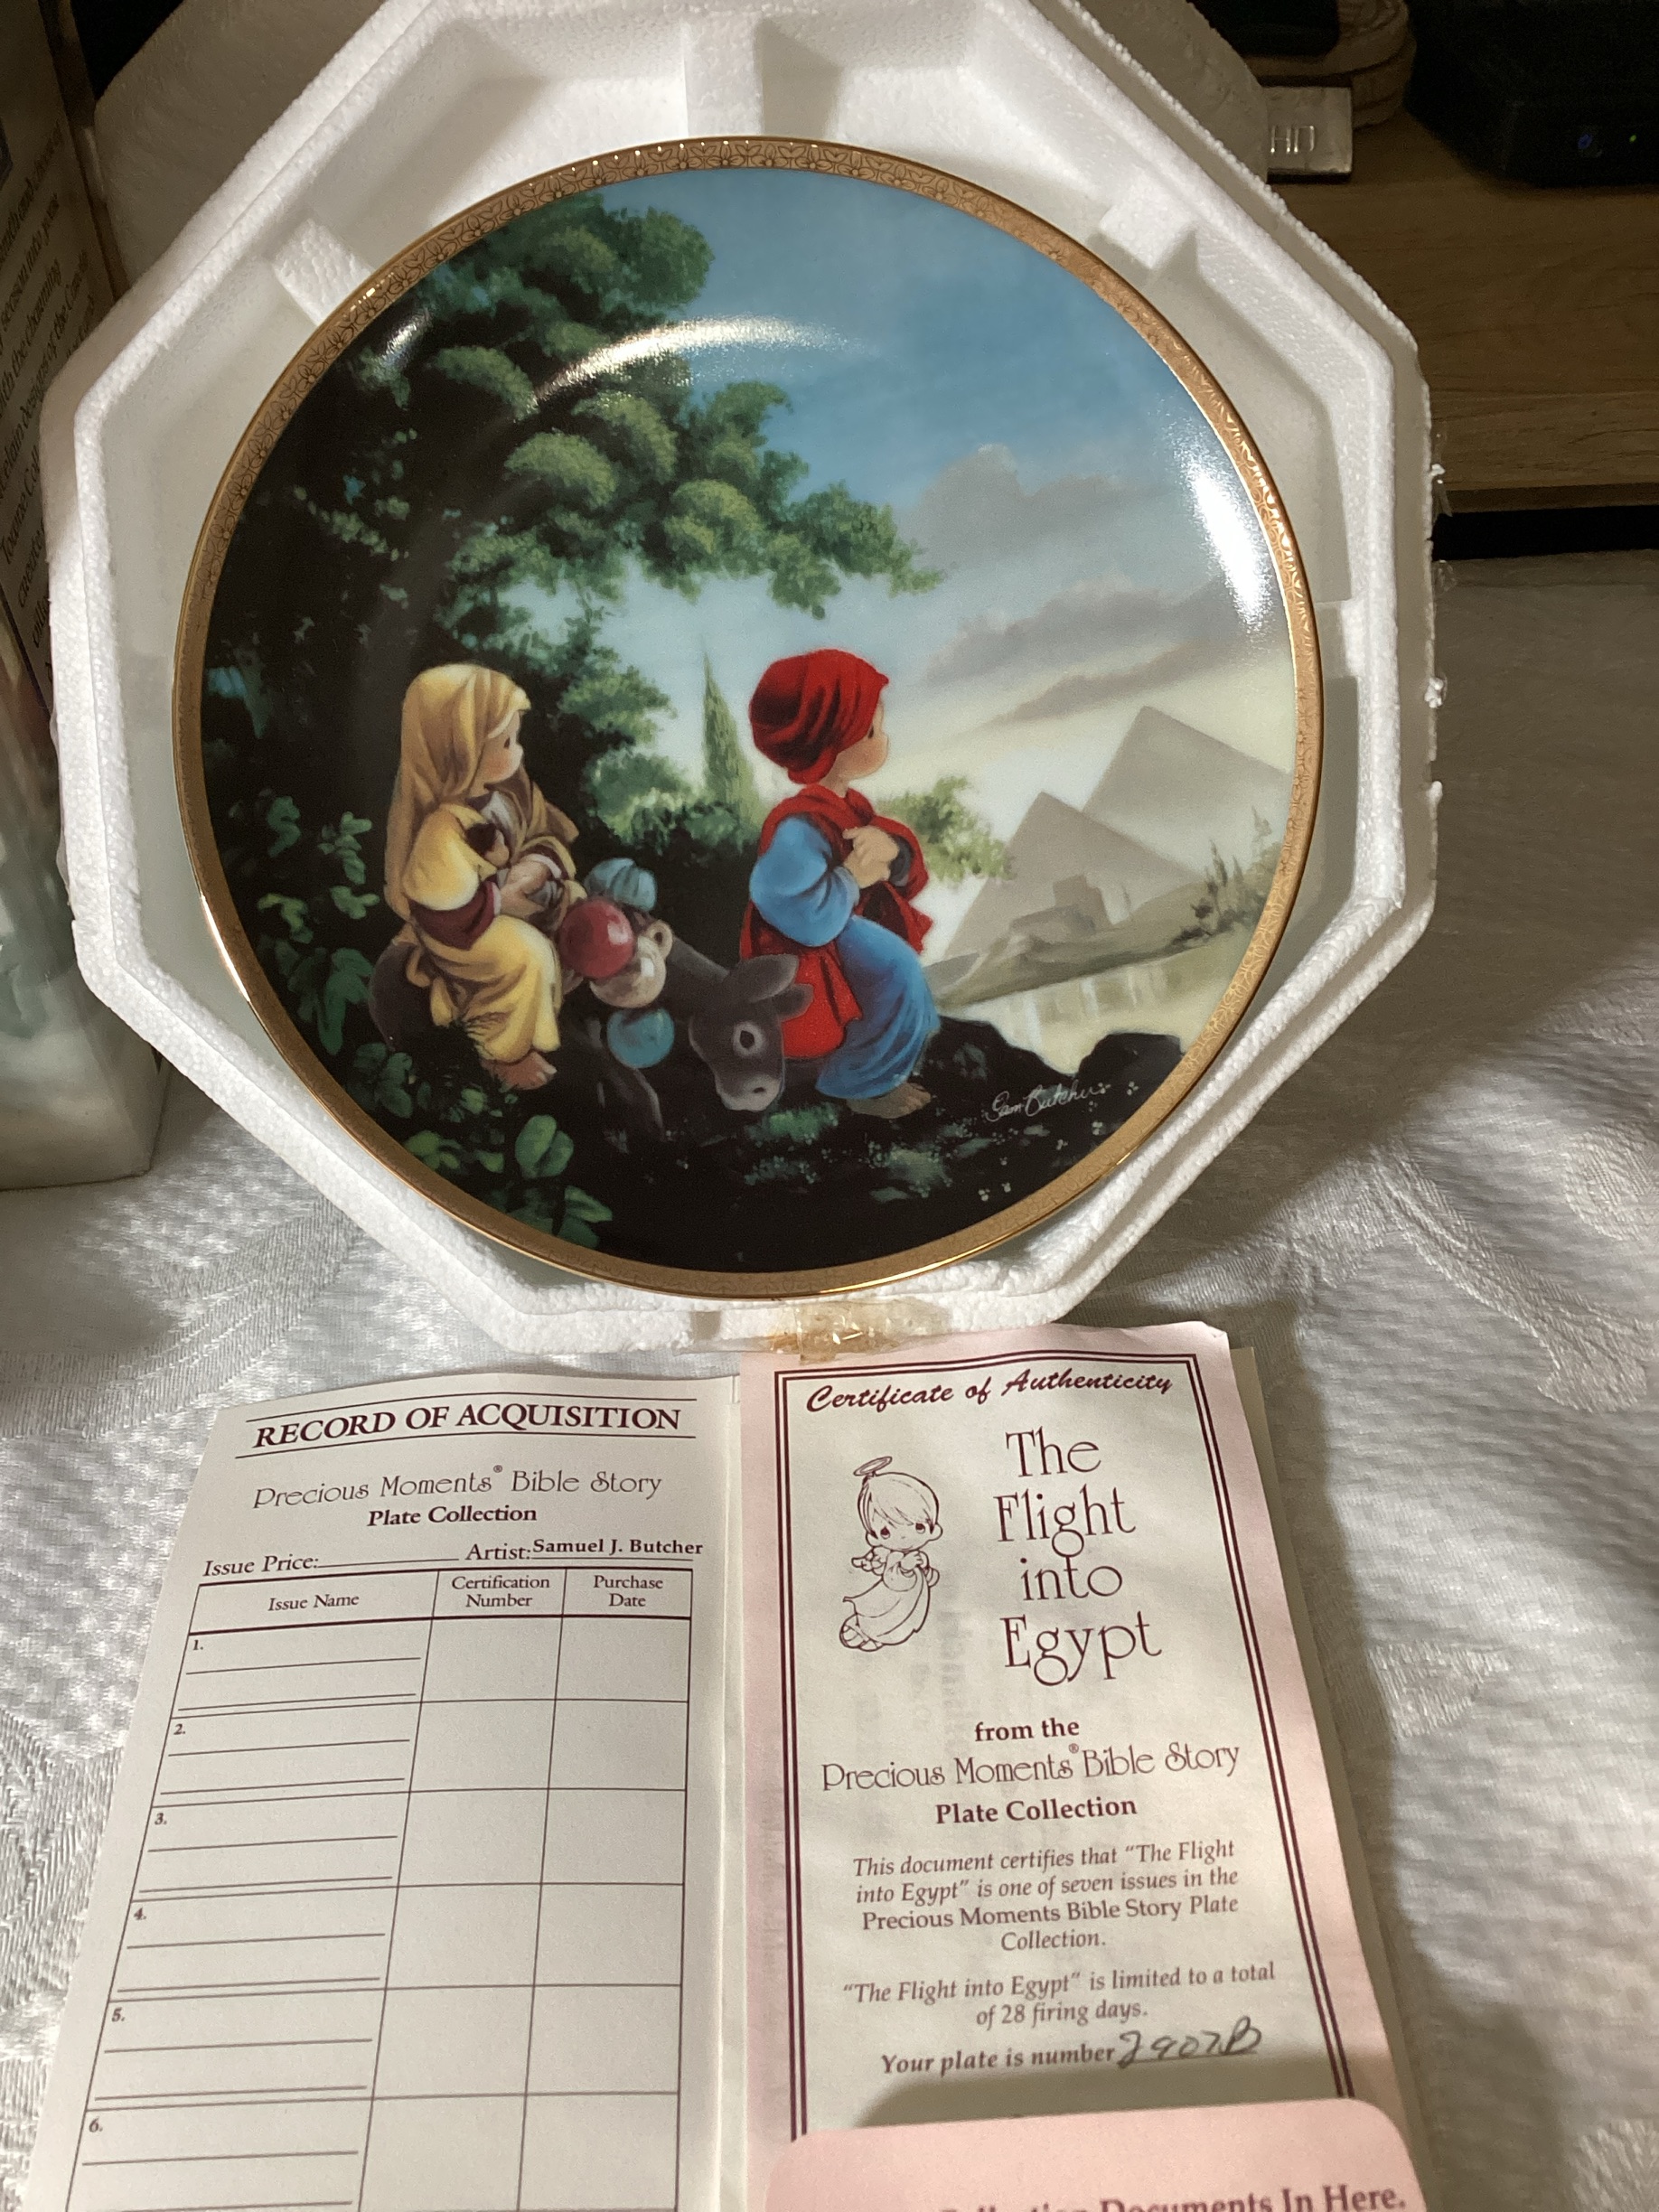 Sam Butcher
RECORD OF ACQUISITION
Precious Moments® Bible Story
Plate Collection
Issue Price: Artist: Samuel J. Butcher
Issue Name Certification Number Purchase Date
1.
2.
3.
4.
5.
6.
Certificate of Authenticity
The
Flight
into
Egypt
from the
Precious Moments® Bible Story
Plate Collection
This document certifies that "The Flight
into Egypt" is one of seven issues in the
Precious Moments Bible Story Plate
Collection.
"The Flight into Egypt" is limited to a total
of 28 firing days.
Your plate is number 2907B
Documents In Here.